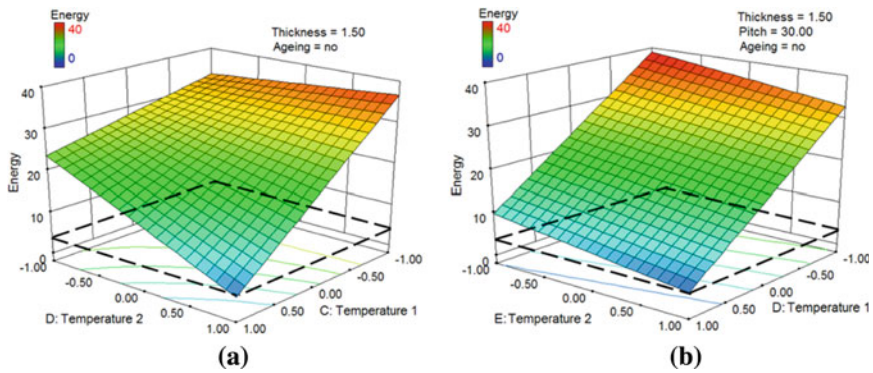 Energy
40
0
Thickness = 1.50
Ageing = no
40
30
20
10
0
Energy
-1.00
-0.50
0.00
0.50
1.00
D: Temperature 2
1.00
0.50
0.00
-0.50
-1.00
C: Temperature 1
(a)
Energy
40
0
Thickness = 1.50
Pitch = 30.00
Ageing = no
40
30
20
10
0
Energy
-1.00
-0.50
0.00
0.50
1.00
E: Temperature 2
1.00
0.50
0.00
-0.50
-1.00
D: Temperature 1
(b)